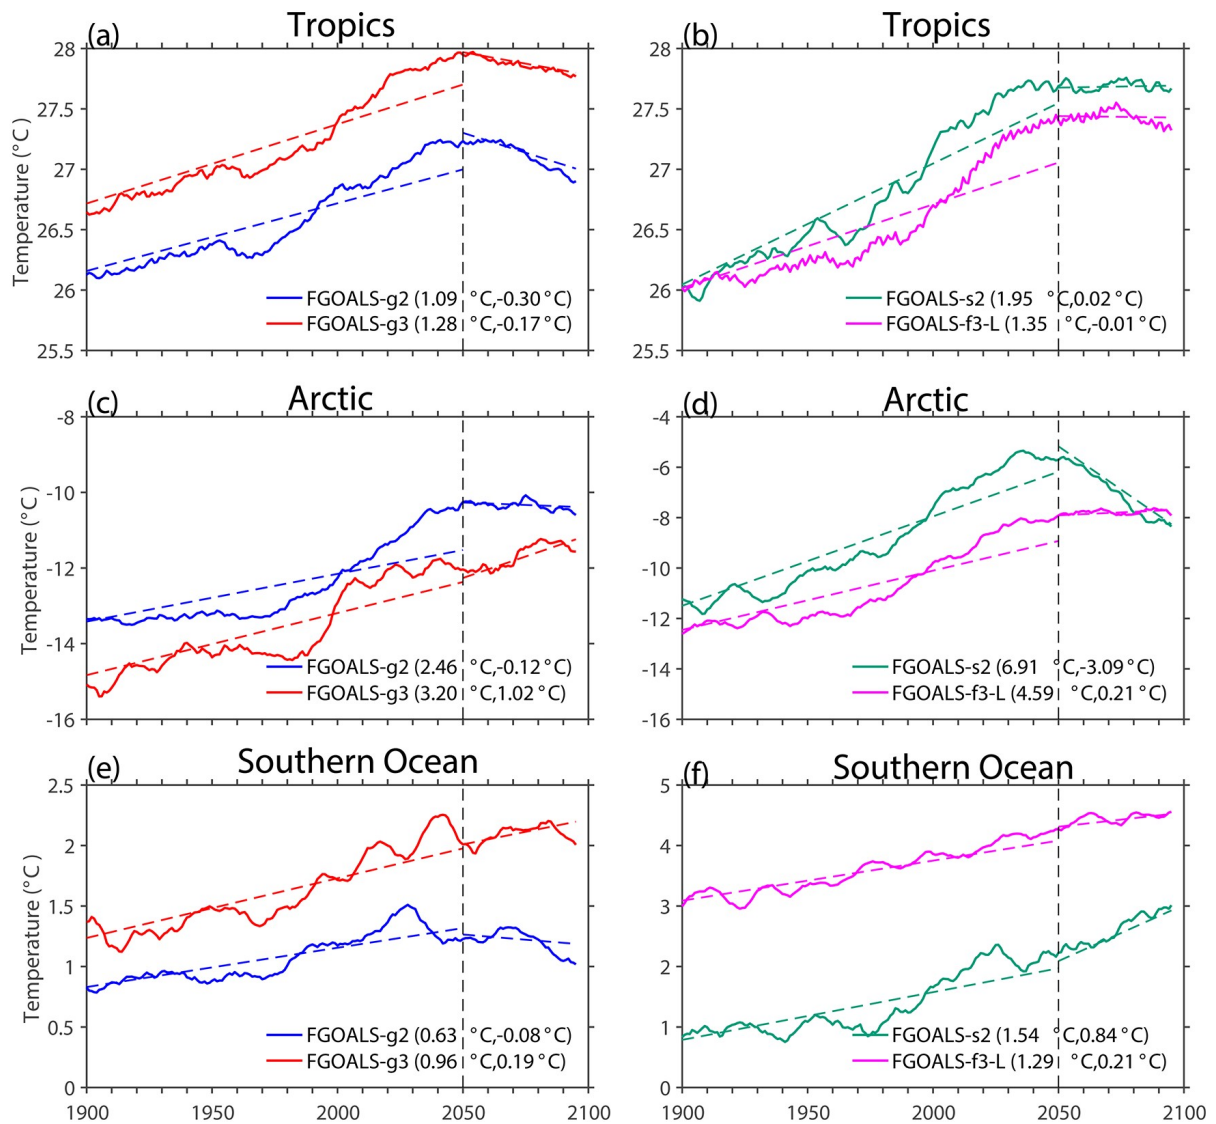 (a)
Tropics
28
27.5
27
26.5
26
25.5
Temperature (°C )
FGOALS-g2 (1.09 °C,-0.30°C)
FGOALS-g3 (1.28 °C,-0.17°C)
(b)
Tropics
28
27.5
27
26.5
26
25.5
FGOALS-s2 (1.95 °C,0.02°C)
FGOALS-f3-L (1.35 °C,-0.01°C)
(c)
Arctic
-8
-10
-12
-14
-16
Temperature (°C )
FGOALS-g2 (2.46 °C,-0.12°C)
FGOALS-g3 (3.20 °C,1.02°C)
(d)
Arctic
-4
-6
-8
-10
-12
-14
-16
FGOALS-s2 (6.91 °C,-3.09°C)
FGOALS-f3-L (4.59 °C,0.21°C)
(e)
Southern Ocean
2.5
2
1.5
1
0.5
0
Temperature (°C )
FGOALS-g2 (0.63 °C,-0.08°C)
FGOALS-g3 (0.96 °C,0.19°C)
1900 1950 2000 2050 2100
(f)
Southern Ocean
5
4
3
2
1
0
FGOALS-s2 (1.54 °C,0.84°C)
FGOALS-f3-L (1.29 °C,0.21°C)
1900 1950 2000 2050 2100